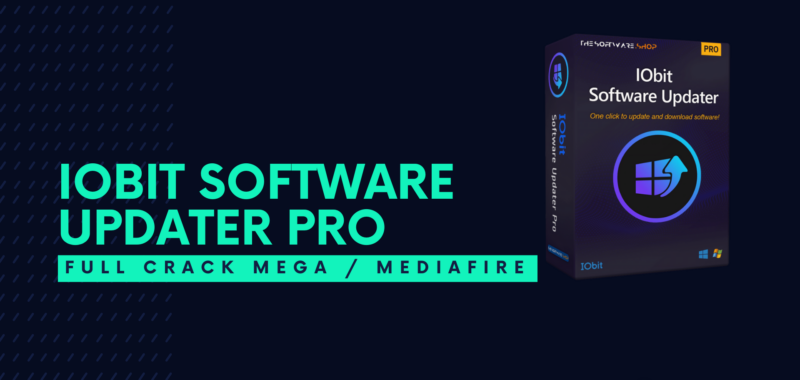 THESOFTWARE.SHOP
PRO
IObit
Software Updater
One click to update and download software!
IObit
Software Updater Pro
IObit
IOBIT SOFTWARE
UPDATER PRO
FULL CRACK MEGA / MEDIAFIRE